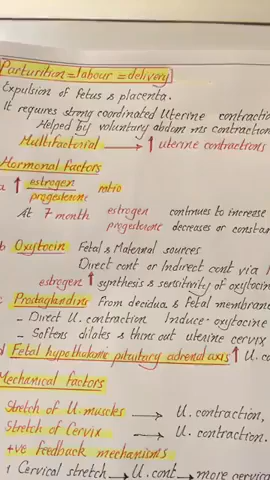 Parturition = labour = delivery
Expulsion of Fetus & placenta.
It requires strong coordinated Uterine contractio
Helped by voluntary abdom ms contraction
Multifactorial → ↑ uterine contractions
Hormonal factors
a ↑ estrogen
progesterone ratio
At 7 month estrogen continues to increase
progesterone decreases or constan
b Oxytocin Fetal & Maternal sources
Direct cont or Indirect cont via
estrogen ↑ synthesis & sensitivity of oxytocin
Prostaglandins From decidua & Fetal membrane
_ Direct U. contraction Induce oxytocine
_ Softens dilates & thins out uterine cervix
d Fetal hypothalamic pituitary adrenal axis ↑ U. c
Mechanical factors
Stretch of U. muscles → U. contraction,
Stretch of Cervix → U. contraction.
+ve feedback mechanisms
1 Cervical stretch → U. cont → more cervica